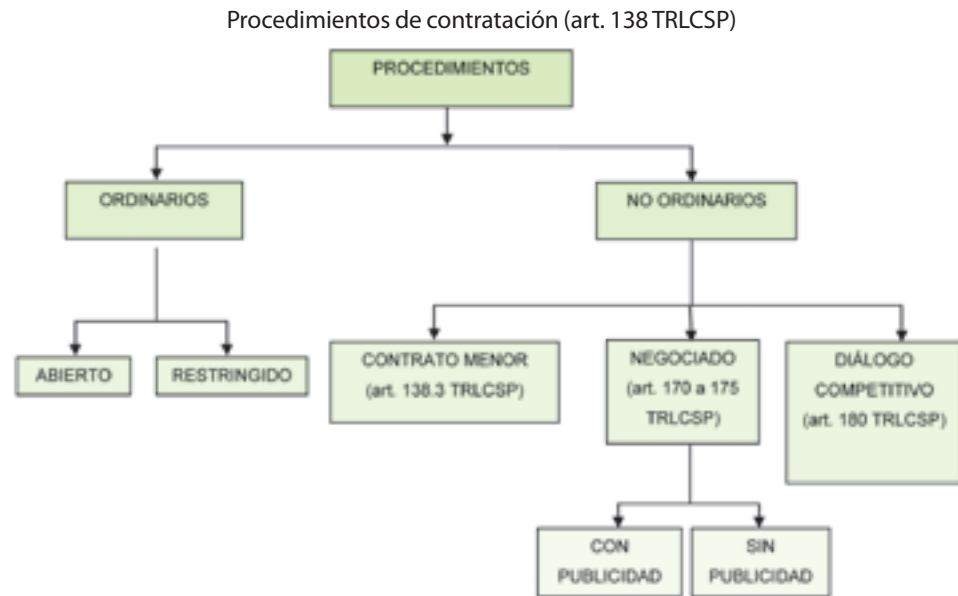 Procedimientos de contratación (art. 138 TRLCSP)
PROCEDIMIENTOS
ORDINARIOS
NO ORDINARIOS
ABIERTO
RESTRINGIDO
CONTRATO MENOR
(art. 138.3 TRLCSP)
NEGOCIADO
(art. 170 a 175
TRLCSP)
DIÁLOGO
COMPETITIVO
(art. 180 TRLCSP)
CON
PUBLICIDAD
SIN
PUBLICIDAD